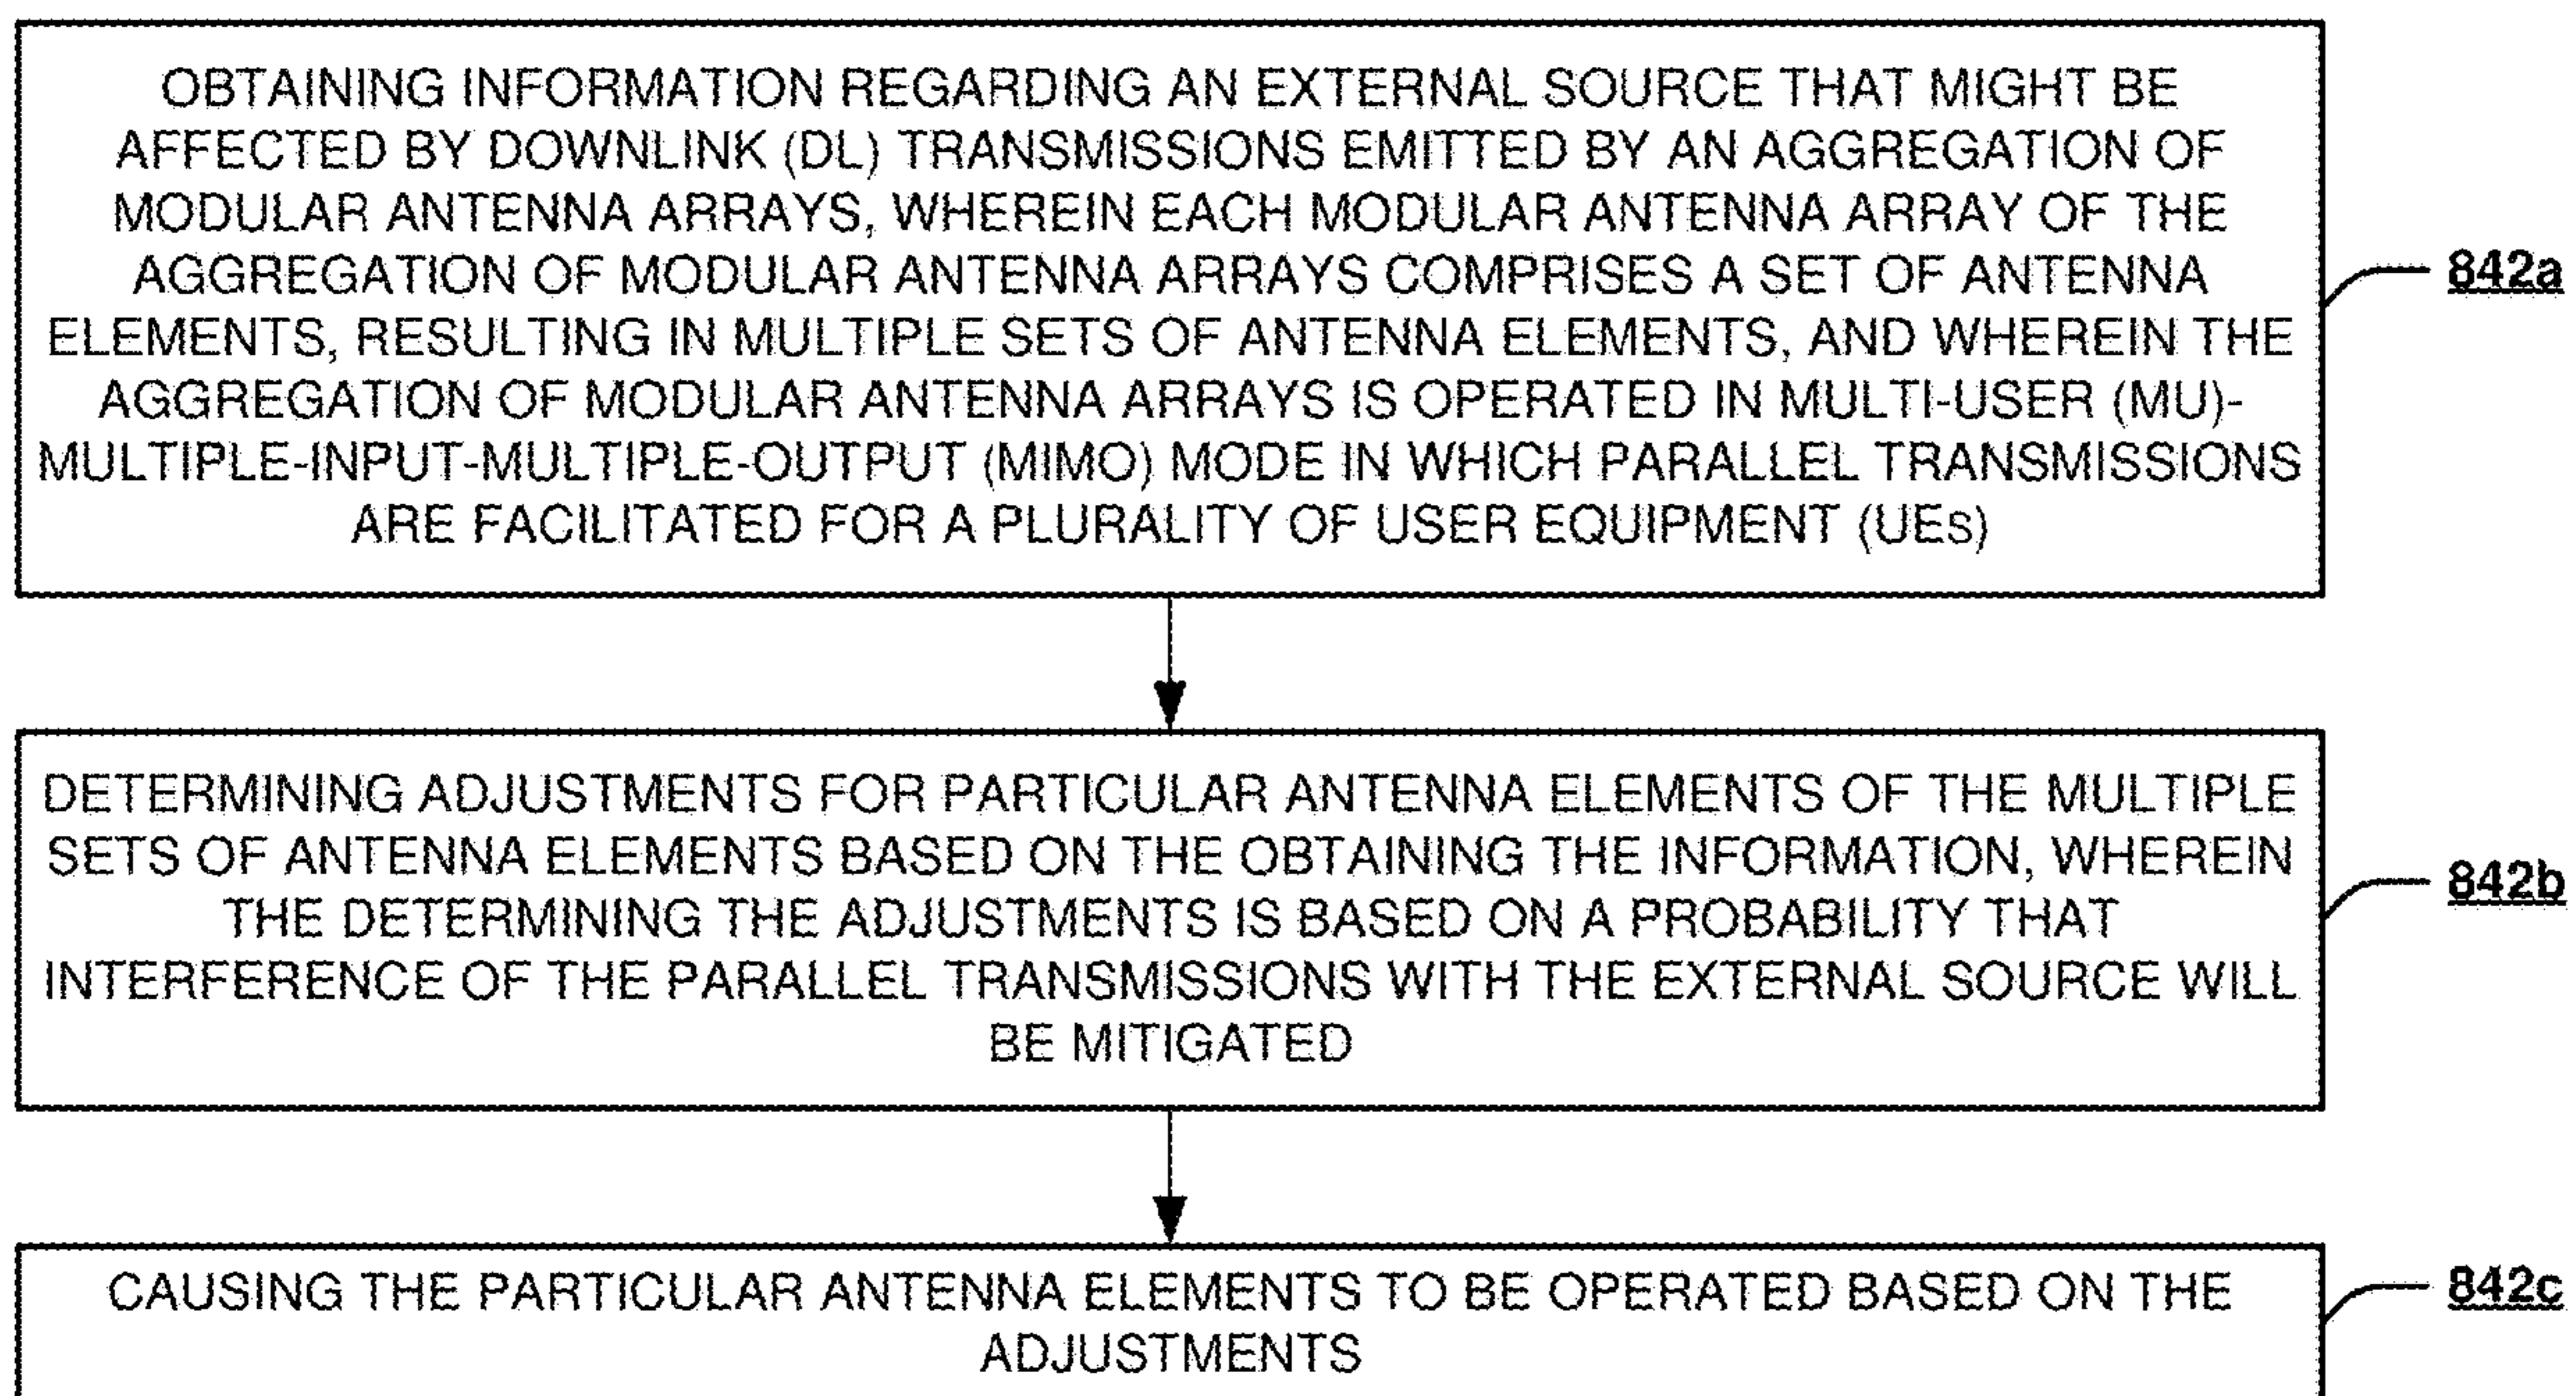 OBTAINING INFORMATION REGARDING AN EXTERNAL SOURCE THAT MIGHT BE
AFFECTED BY DOWNLINK (DL) TRANSMISSIONS EMITTED BY AN AGGREGATION OF
MODULAR ANTENNA ARRAYS, WHEREIN EACH MODULAR ANTENNA ARRAY OF THE
AGGREGATION OF MODULAR ANTENNA ARRAYS COMPRISES A SET OF ANTENNA
ELEMENTS, RESULTING IN MULTIPLE SETS OF ANTENNA ELEMENTS, AND WHEREIN THE
AGGREGATION OF MODULAR ANTENNA ARRAYS IS OPERATED IN MULTI-USER (MU)-
MULTIPLE-INPUT-MULTIPLE-OUTPUT (MIMO) MODE IN WHICH PARALLEL TRANSMISSIONS
ARE FACILITATED FOR A PLURALITY OF USER EQUIPMENT (UEs)
842a
DETERMINING ADJUSTMENTS FOR PARTICULAR ANTENNA ELEMENTS OF THE MULTIPLE
SETS OF ANTENNA ELEMENTS BASED ON THE OBTAINING THE INFORMATION, WHEREIN
THE DETERMINING THE ADJUSTMENTS IS BASED ON A PROBABILITY THAT
INTERFERENCE OF THE PARALLEL TRANSMISSIONS WITH THE EXTERNAL SOURCE WILL
BE MITIGATED
842b
CAUSING THE PARTICULAR ANTENNA ELEMENTS TO BE OPERATED BASED ON THE
ADJUSTMENTS
842c